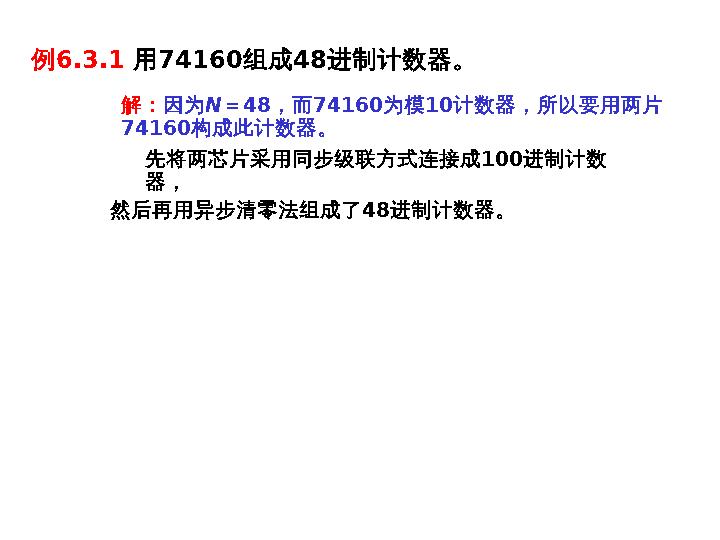 例6.3.1 用74160组成48进制计数器。
解：因为N＝48，而74160为模10计数器，所以要用两片
74160构成此计数器。
先将两芯片采用同步级联方式连接成100进制计数
器，
然后再用异步清零法组成了48进制计数器。